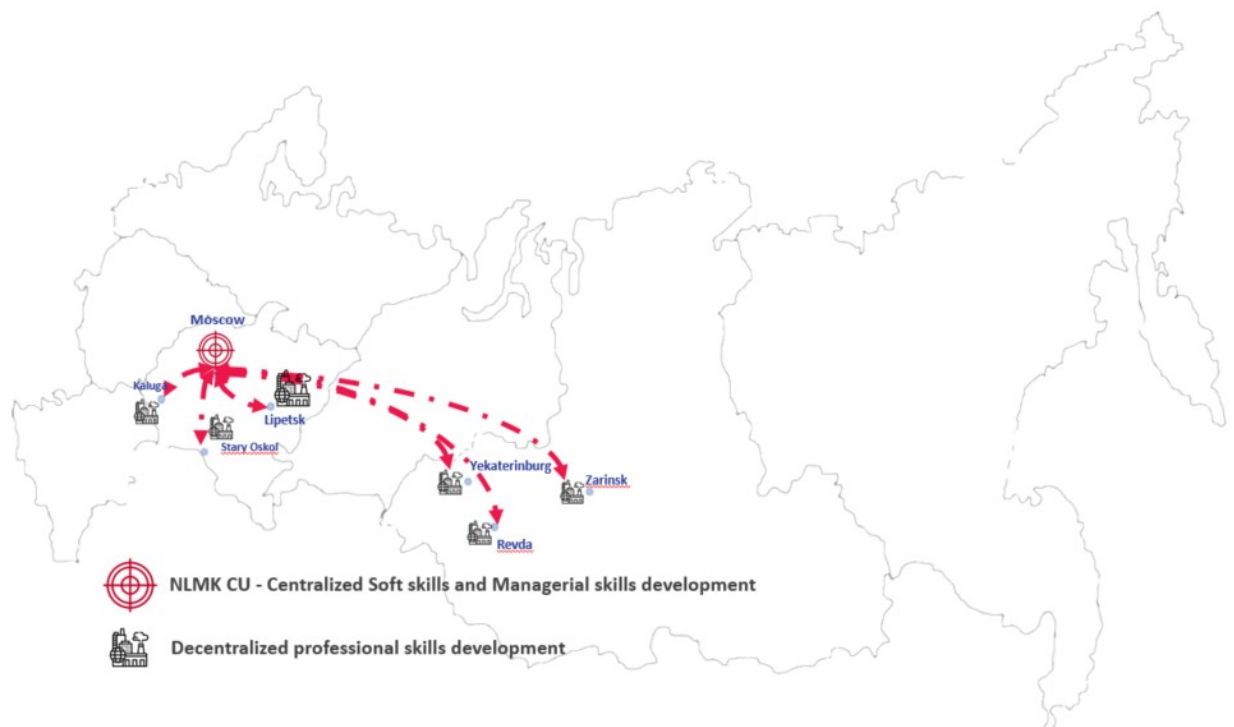 Moscow
Kaluga
Lipetsk
Stary Oskol
Yekaterinburg
Zarinsk
Revda
NLMK CU - Centralized Soft skills and Managerial skills development
Decentralized professional skills development